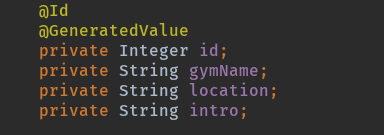 @Id
@GeneratedValue
private Integer id;
private String gymName;
private String location;
private String intro;